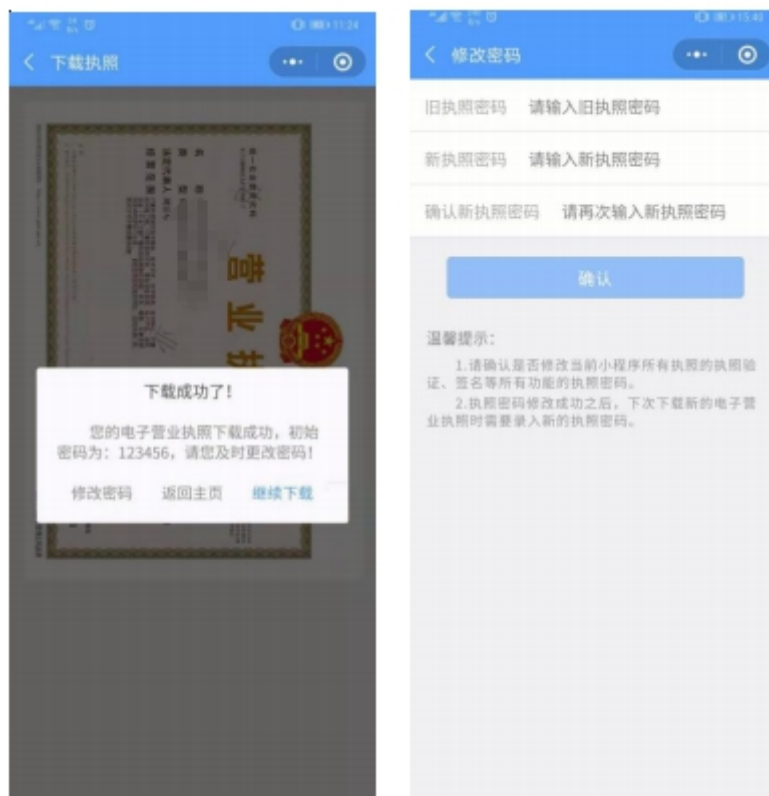 11:24
下载执照
营业执
下载成功了!
您的电子营业执照下载成功，初始
密码为：123456，请您及时更改密码!
修改密码 返回主页 继续下载
15:40
修改密码
旧执照密码 请输入旧执照密码
新执照密码 请输入新执照密码
确认新执照密码 请再次输入新执照密码
确认
温馨提示：
1.请确认是否修改当前小程序所有执照的执照验
证、签名等所有功能的执照密码。
2.执照密码修改成功之后，下次下载新的电子营
业执照时需要录入新的执照密码。